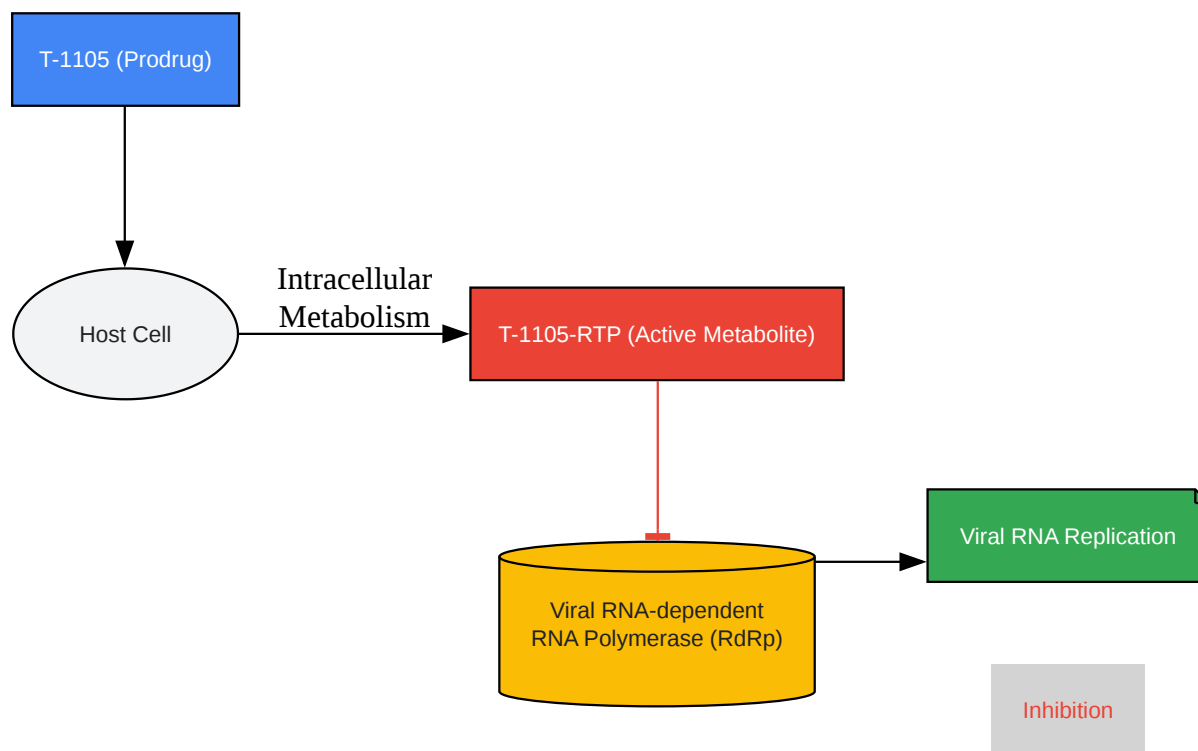 T-1105 (Prodrug)
Host Cell
Intracellular
Metabolism
T-1105-RTP (Active Metabolite)
Viral RNA-dependent
RNA Polymerase (RdRp)
Viral RNA Replication
Inhibition